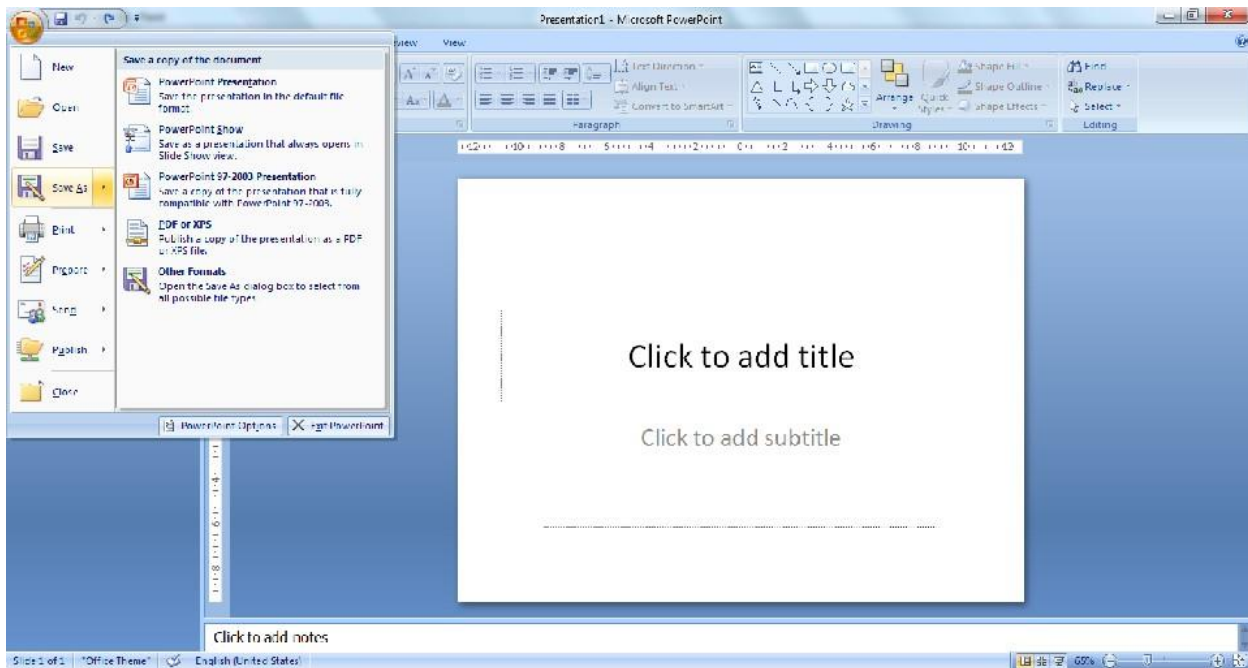 Presentation1 - Microsoft PowerPoint
View
New
Open
Save
Save As
Print
Prepare
Send
Publish
Close
Save a copy of the document
PowerPoint Presentation
Save the presentation in the default file
format.
PowerPoint Show
Save as a presentation that always opens in
Slide Show view.
PowerPoint 97-2003 Presentation
Save a copy of the presentation that is fully
compatible with PowerPoint 97-2003.
PDF or XPS
Publish a copy of the presentation as a PDF
or XPS file.
Other Formats
Open the Save As dialog box to select from
all possible file types.
PowerPoint Options
Exit PowerPoint
Text Direction
Align Text
Convert to SmartArt
Paragraph
Arrange
Quick
Styles
Shape Fill
Shape Outline
Shape Effects
Drawing
Find
Replace
Select
Editing
Click to add title
Click to add subtitle
Click to add notes
Slide 1 of 1
"Office Theme"
English (United States)
65%